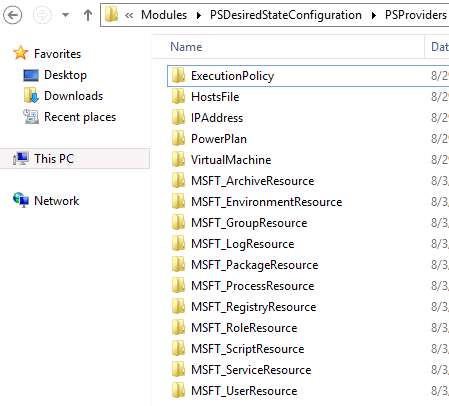 « Modules ▸ PSDesiredStateConfiguration ▸ PSProviders
Name
Dat
Favorites
Desktop
Downloads
Recent places
This PC
Network
ExecutionPolicy 8/2
HostsFile 8/2
IPAddress 8/2
PowerPlan 8/2
VirtualMachine 8/2
MSFT_ArchiveResource 8/3,
MSFT_EnvironmentResource 8/3,
MSFT_GroupResource 8/3,
MSFT_LogResource 8/3,
MSFT_PackageResource 8/3,
MSFT_ProcessResource 8/3,
MSFT_RegistryResource 8/3,
MSFT_RoleResource 8/3,
MSFT_ScriptResource 8/3,
MSFT_ServiceResource 8/3,
MSFT_UserResource 8/3,